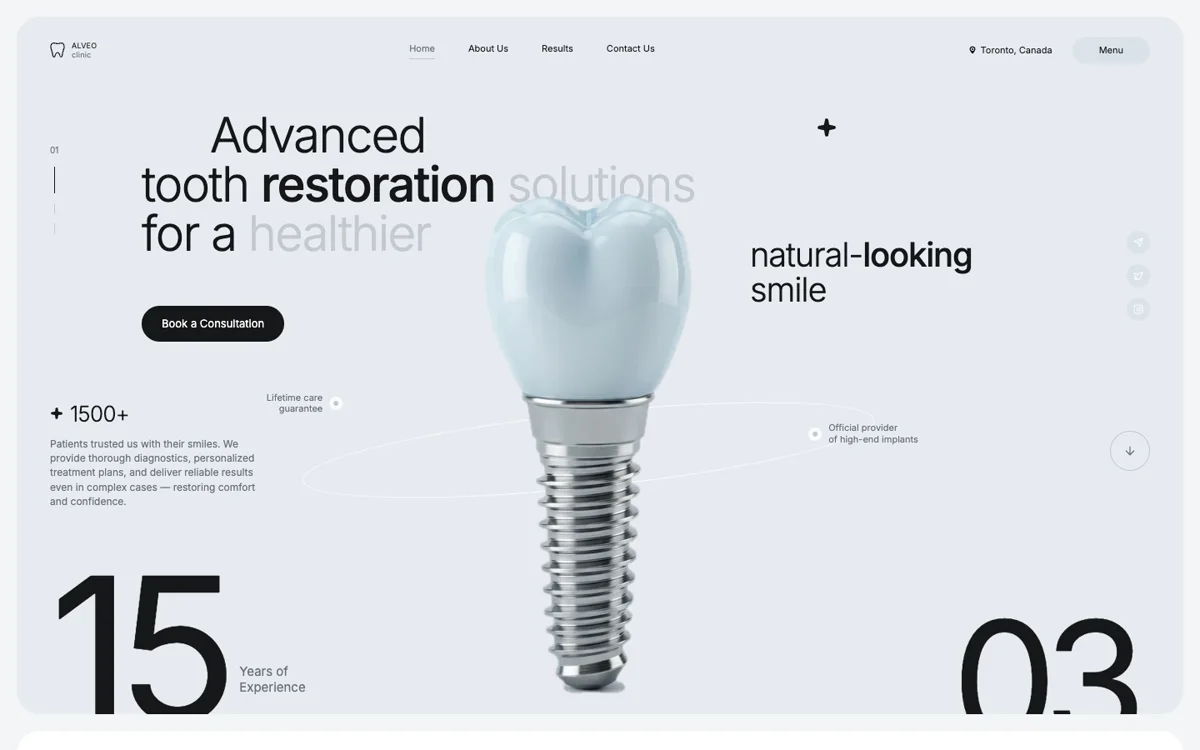 ALVEO
clinic
Home
About Us
Results
Contact Us
Toronto, Canada
Menu
01
Advanced
tooth restoration solutions
for a healthier
natural-looking
smile
Book a Consultation
Lifetime care
guarantee
1500+
Patients trusted us with their smiles. We
provide thorough diagnostics, personalized
treatment plans, and deliver reliable results
even in complex cases — restoring comfort
and confidence.
Official provider
of high-end implants
15
Years of
Experience
03